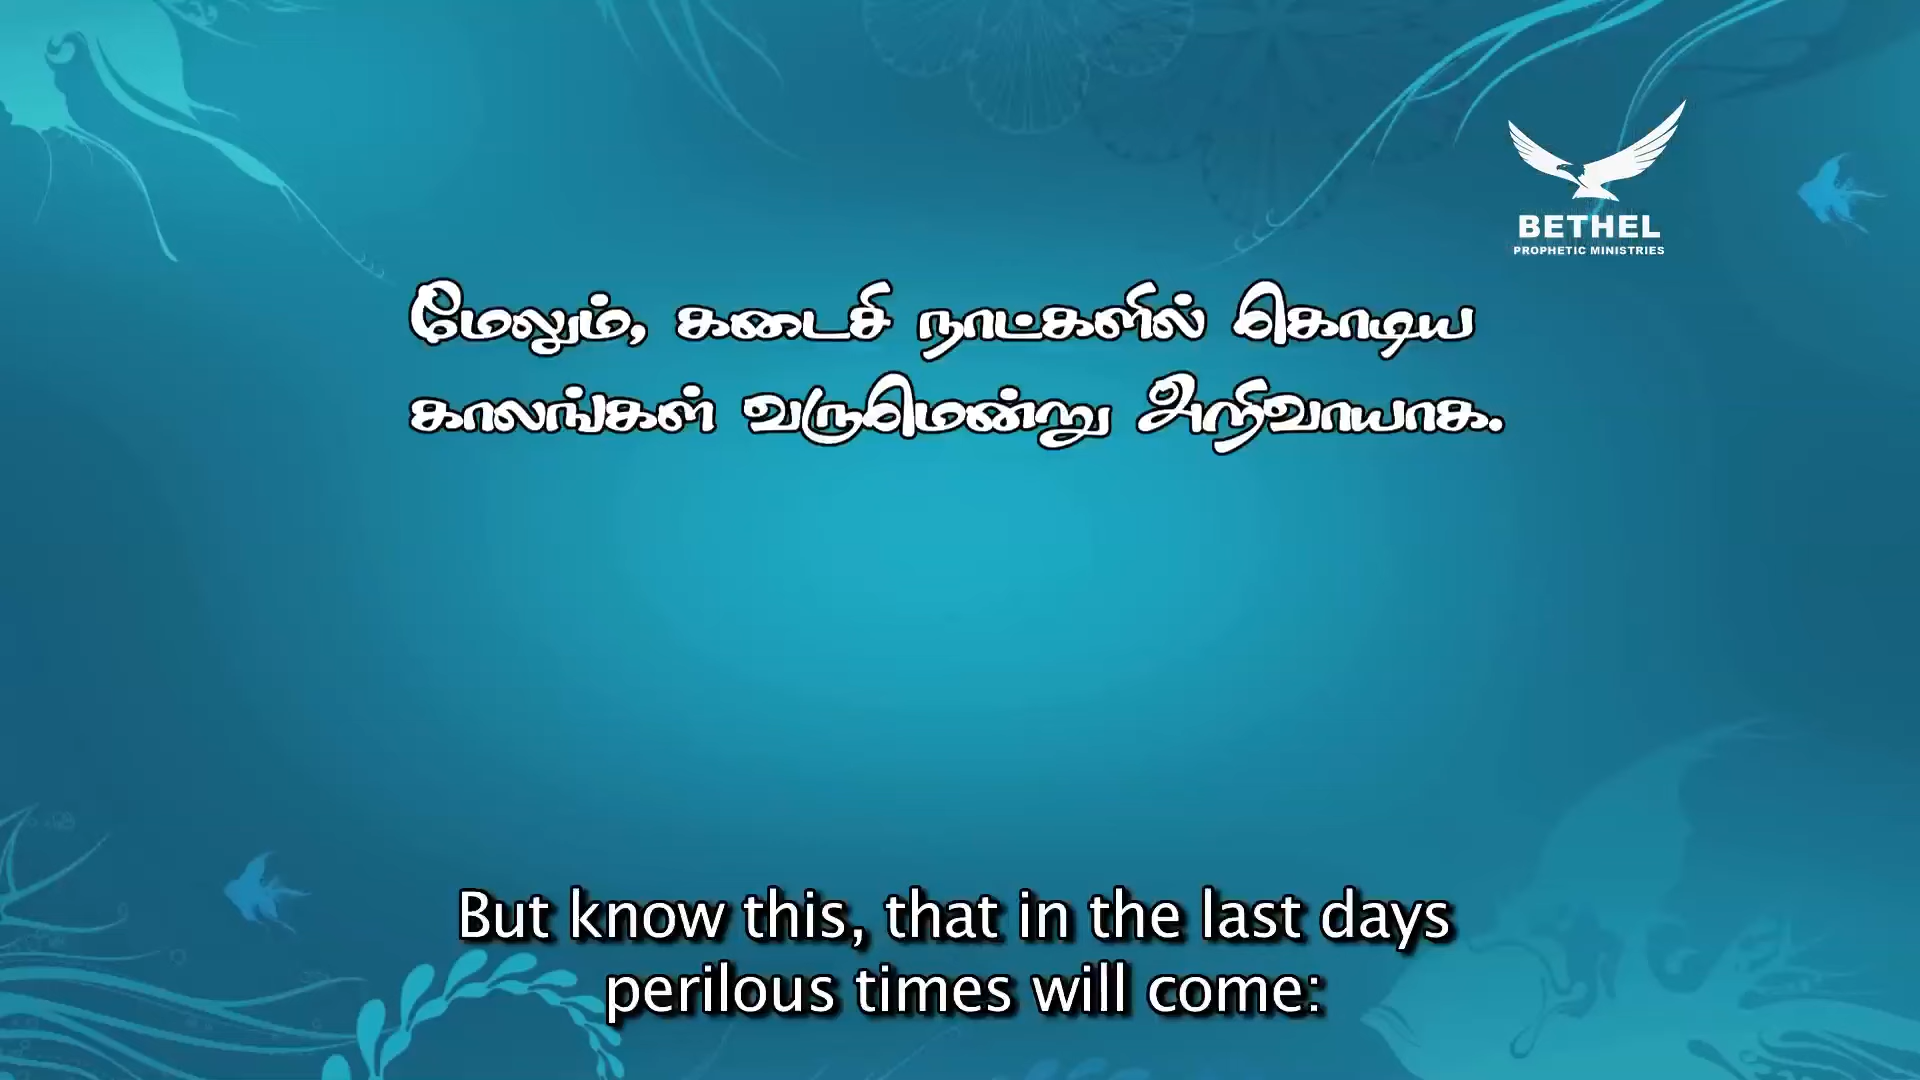 BETHEL
PROPHETIC MINISTRIES
மேலும், கடைசி நாட்களில் கொடிய
காலங்கள் வருமென்று அறிவாயாக.
But know this, that in the last days
perilous times will come: